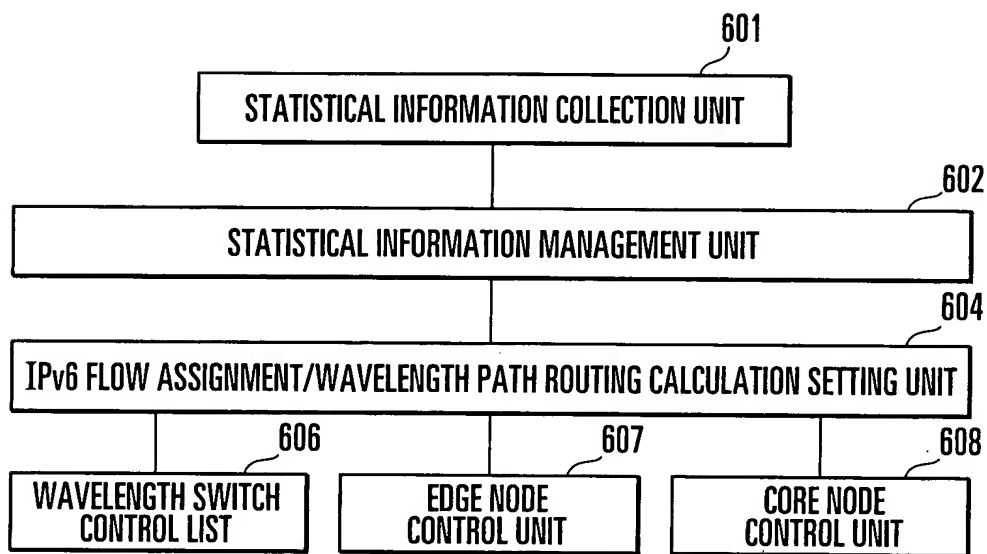 601
STATISTICAL INFORMATION COLLECTION UNIT
602
STATISTICAL INFORMATION MANAGEMENT UNIT
604
IPv6 FLOW ASSIGNMENT/WAVELENGTH PATH ROUTING CALCULATION SETTING UNIT
606
WAVELENGTH SWITCH
CONTROL LIST
607
EDGE NODE
CONTROL UNIT
608
CORE NODE
CONTROL UNIT